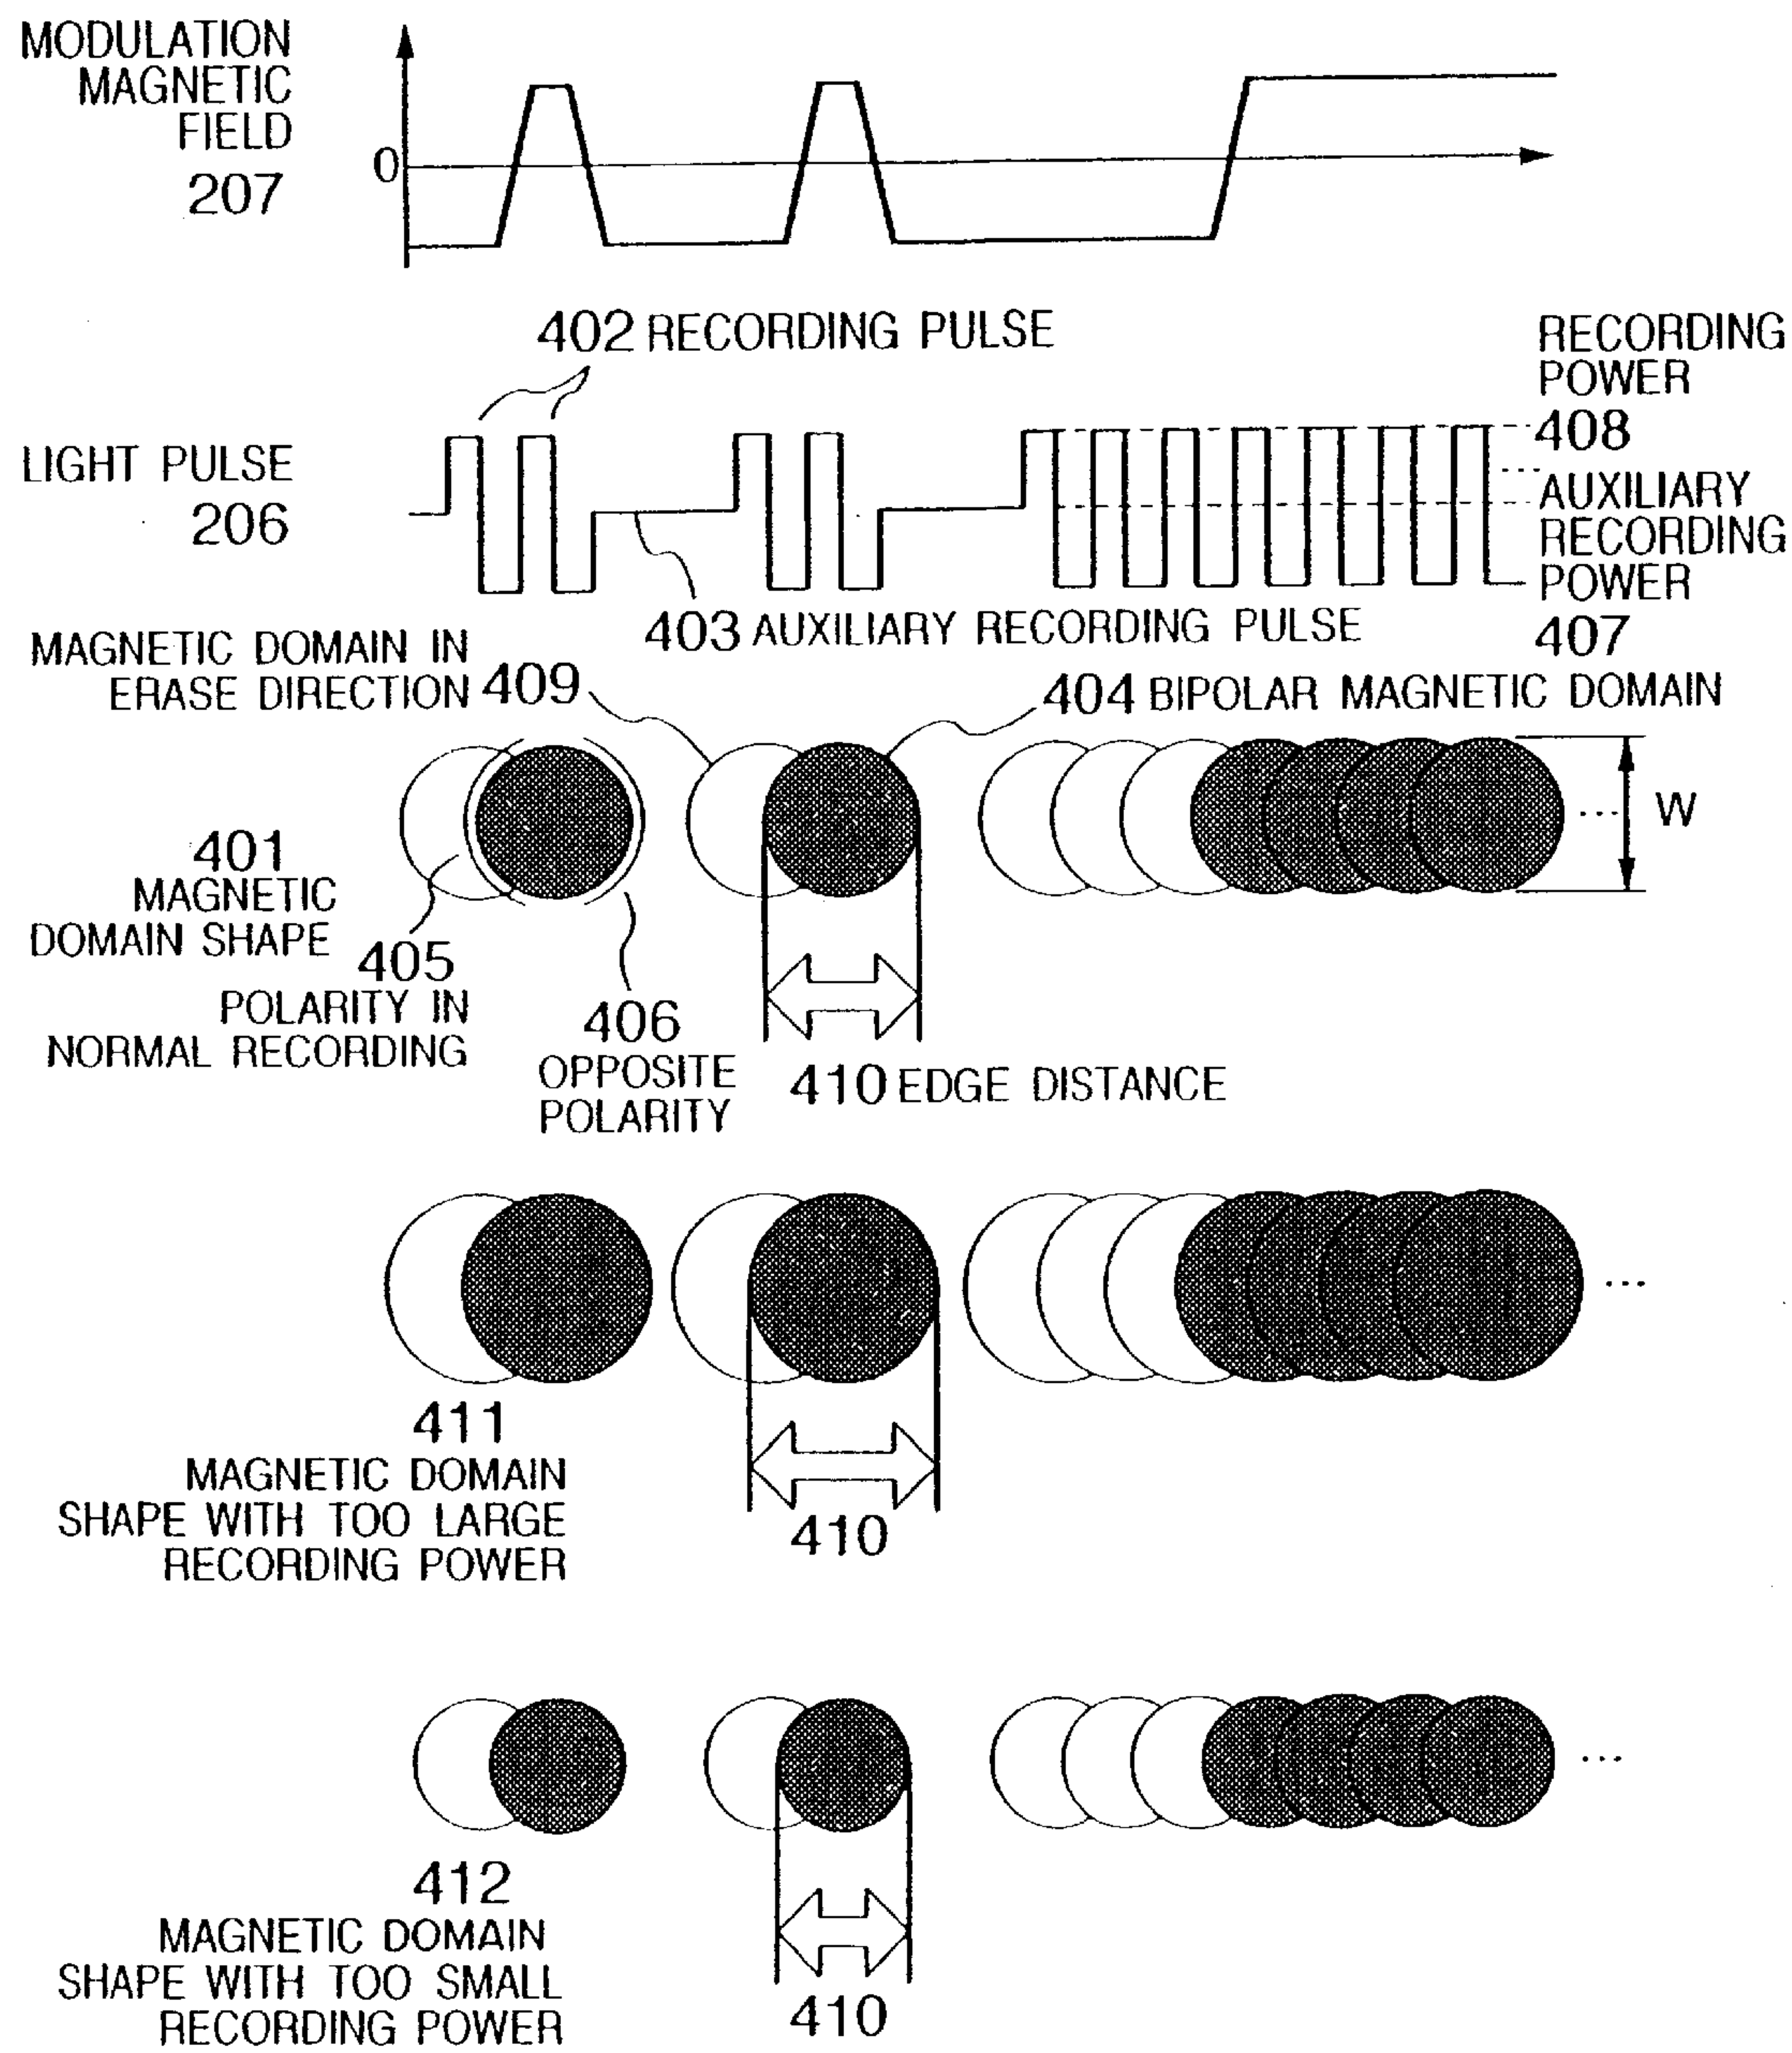 MODULATION
MAGNETIC
FIELD
207
0
402 RECORDING PULSE
RECORDING
POWER
408
LIGHT PULSE
206
AUXILIARY
RECORDING
POWER
407
403 AUXILIARY RECORDING PULSE
MAGNETIC DOMAIN IN
ERASE DIRECTION 409
404 BIPOLAR MAGNETIC DOMAIN
... W
401
MAGNETIC
DOMAIN SHAPE
405
POLARITY IN
NORMAL RECORDING
406
OPPOSITE
POLARITY
410 EDGE DISTANCE
...
411
MAGNETIC DOMAIN
SHAPE WITH TOO LARGE
RECORDING POWER
410
...
412
MAGNETIC DOMAIN
SHAPE WITH TOO SMALL
RECORDING POWER
410